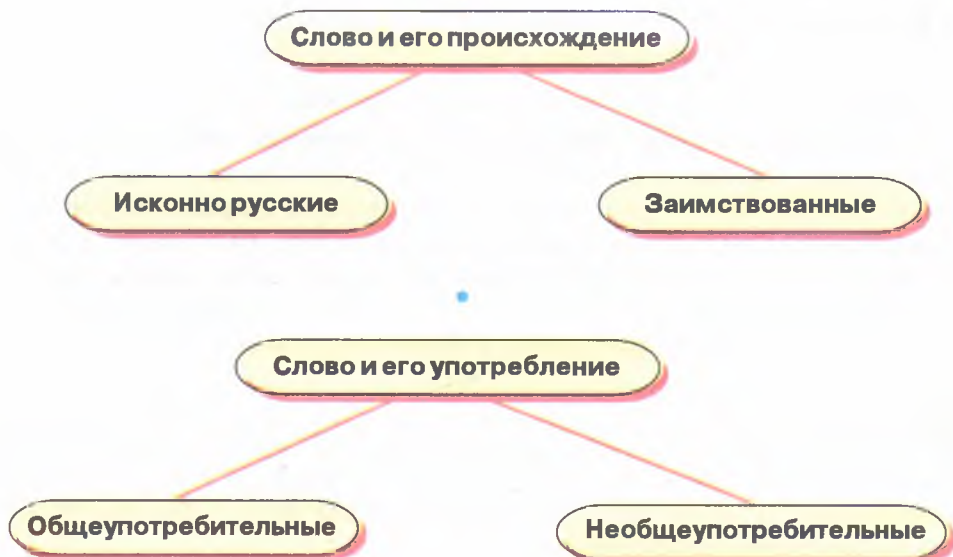 Слово и его происхождение
Исконно русские
Заимствованные
Слово и его употребление
Общеупотребительные
Необщеупотребительные